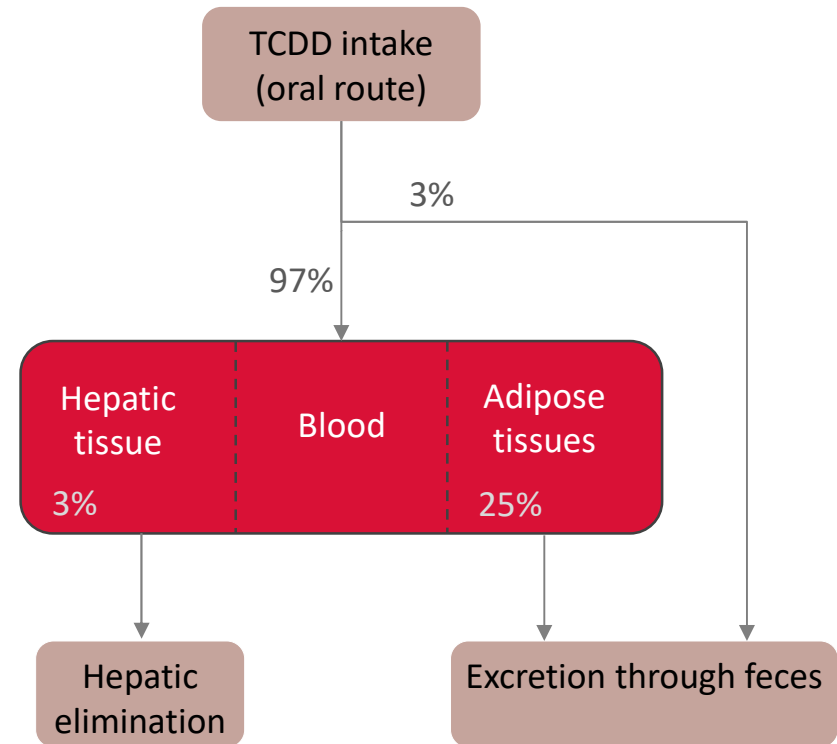 TCDD intake
(oral route)
3%
97%
Hepatic
tissue
Blood
Adipose
tissues
3%
25%
Hepatic
elimination
Excretion through feces